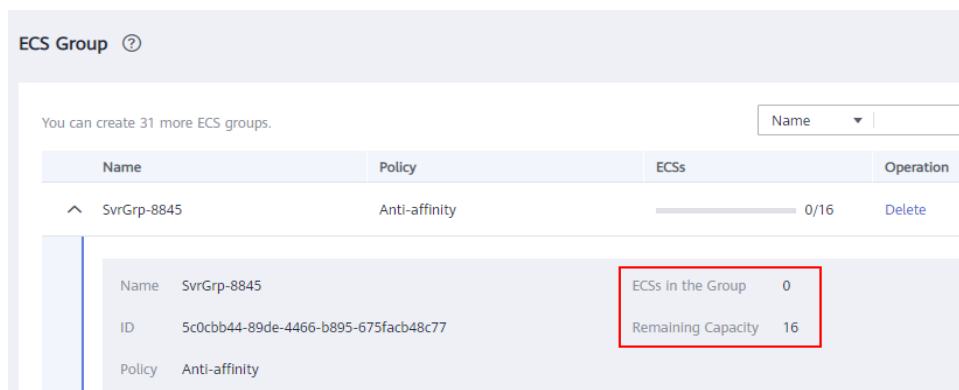 ECS Group ?
You can create 31 more ECS groups.
Name
Name Policy ECSs Operation
SvrGrp-8845 Anti-affinity 0/16 Delete
Name SvrGrp-8845 ECSs in the Group 0
ID 5c0cbb44-89de-4466-b895-675facb48c77 Remaining Capacity 16
Policy Anti-affinity